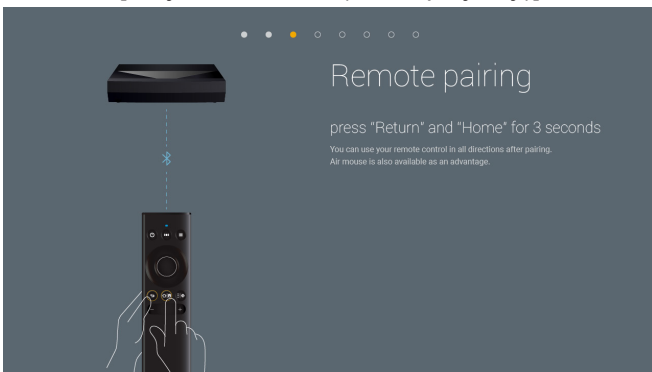 Remote pairing
press "Return" and "Home" for 3 seconds
You can use your remote control in all directions after pairing.
Air mouse is also available as an advantage.